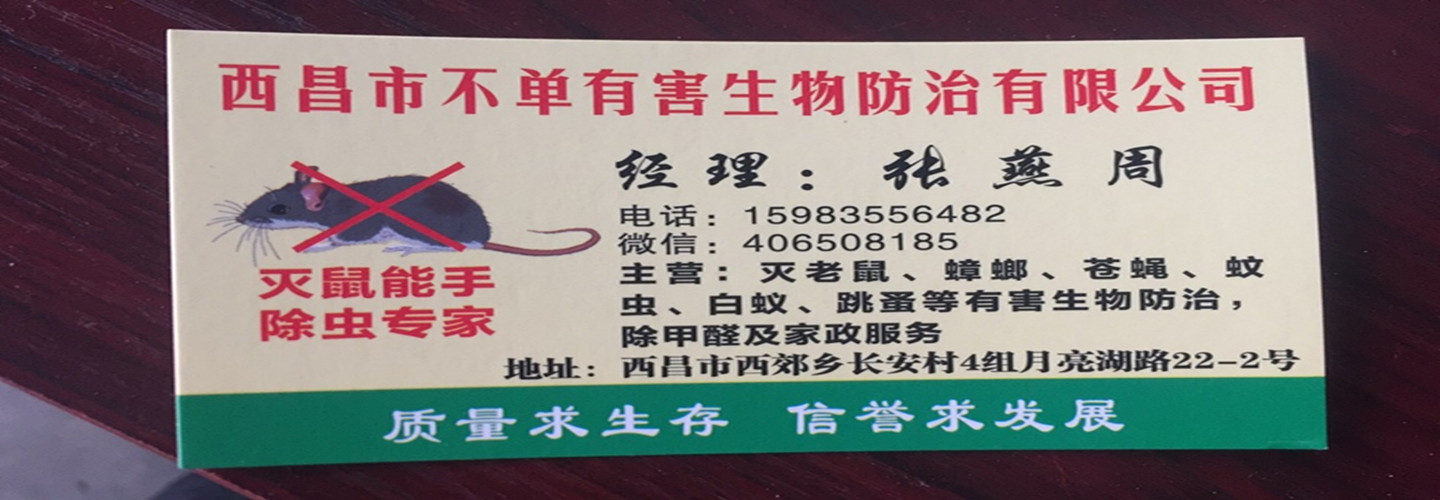 西昌市不单有害生物防治有限公司
经理：张燕周
电话：15983556482
微信：406508185
主营：灭老鼠、蟑螂、苍蝇、蚊
虫、白蚁、跳蚤等有害生物防治，
除甲醛及家政服务
灭鼠能手
除虫专家
地址：西昌市西郊乡长安村4组月亮湖路22-2号
质量求生存 信誉求发展